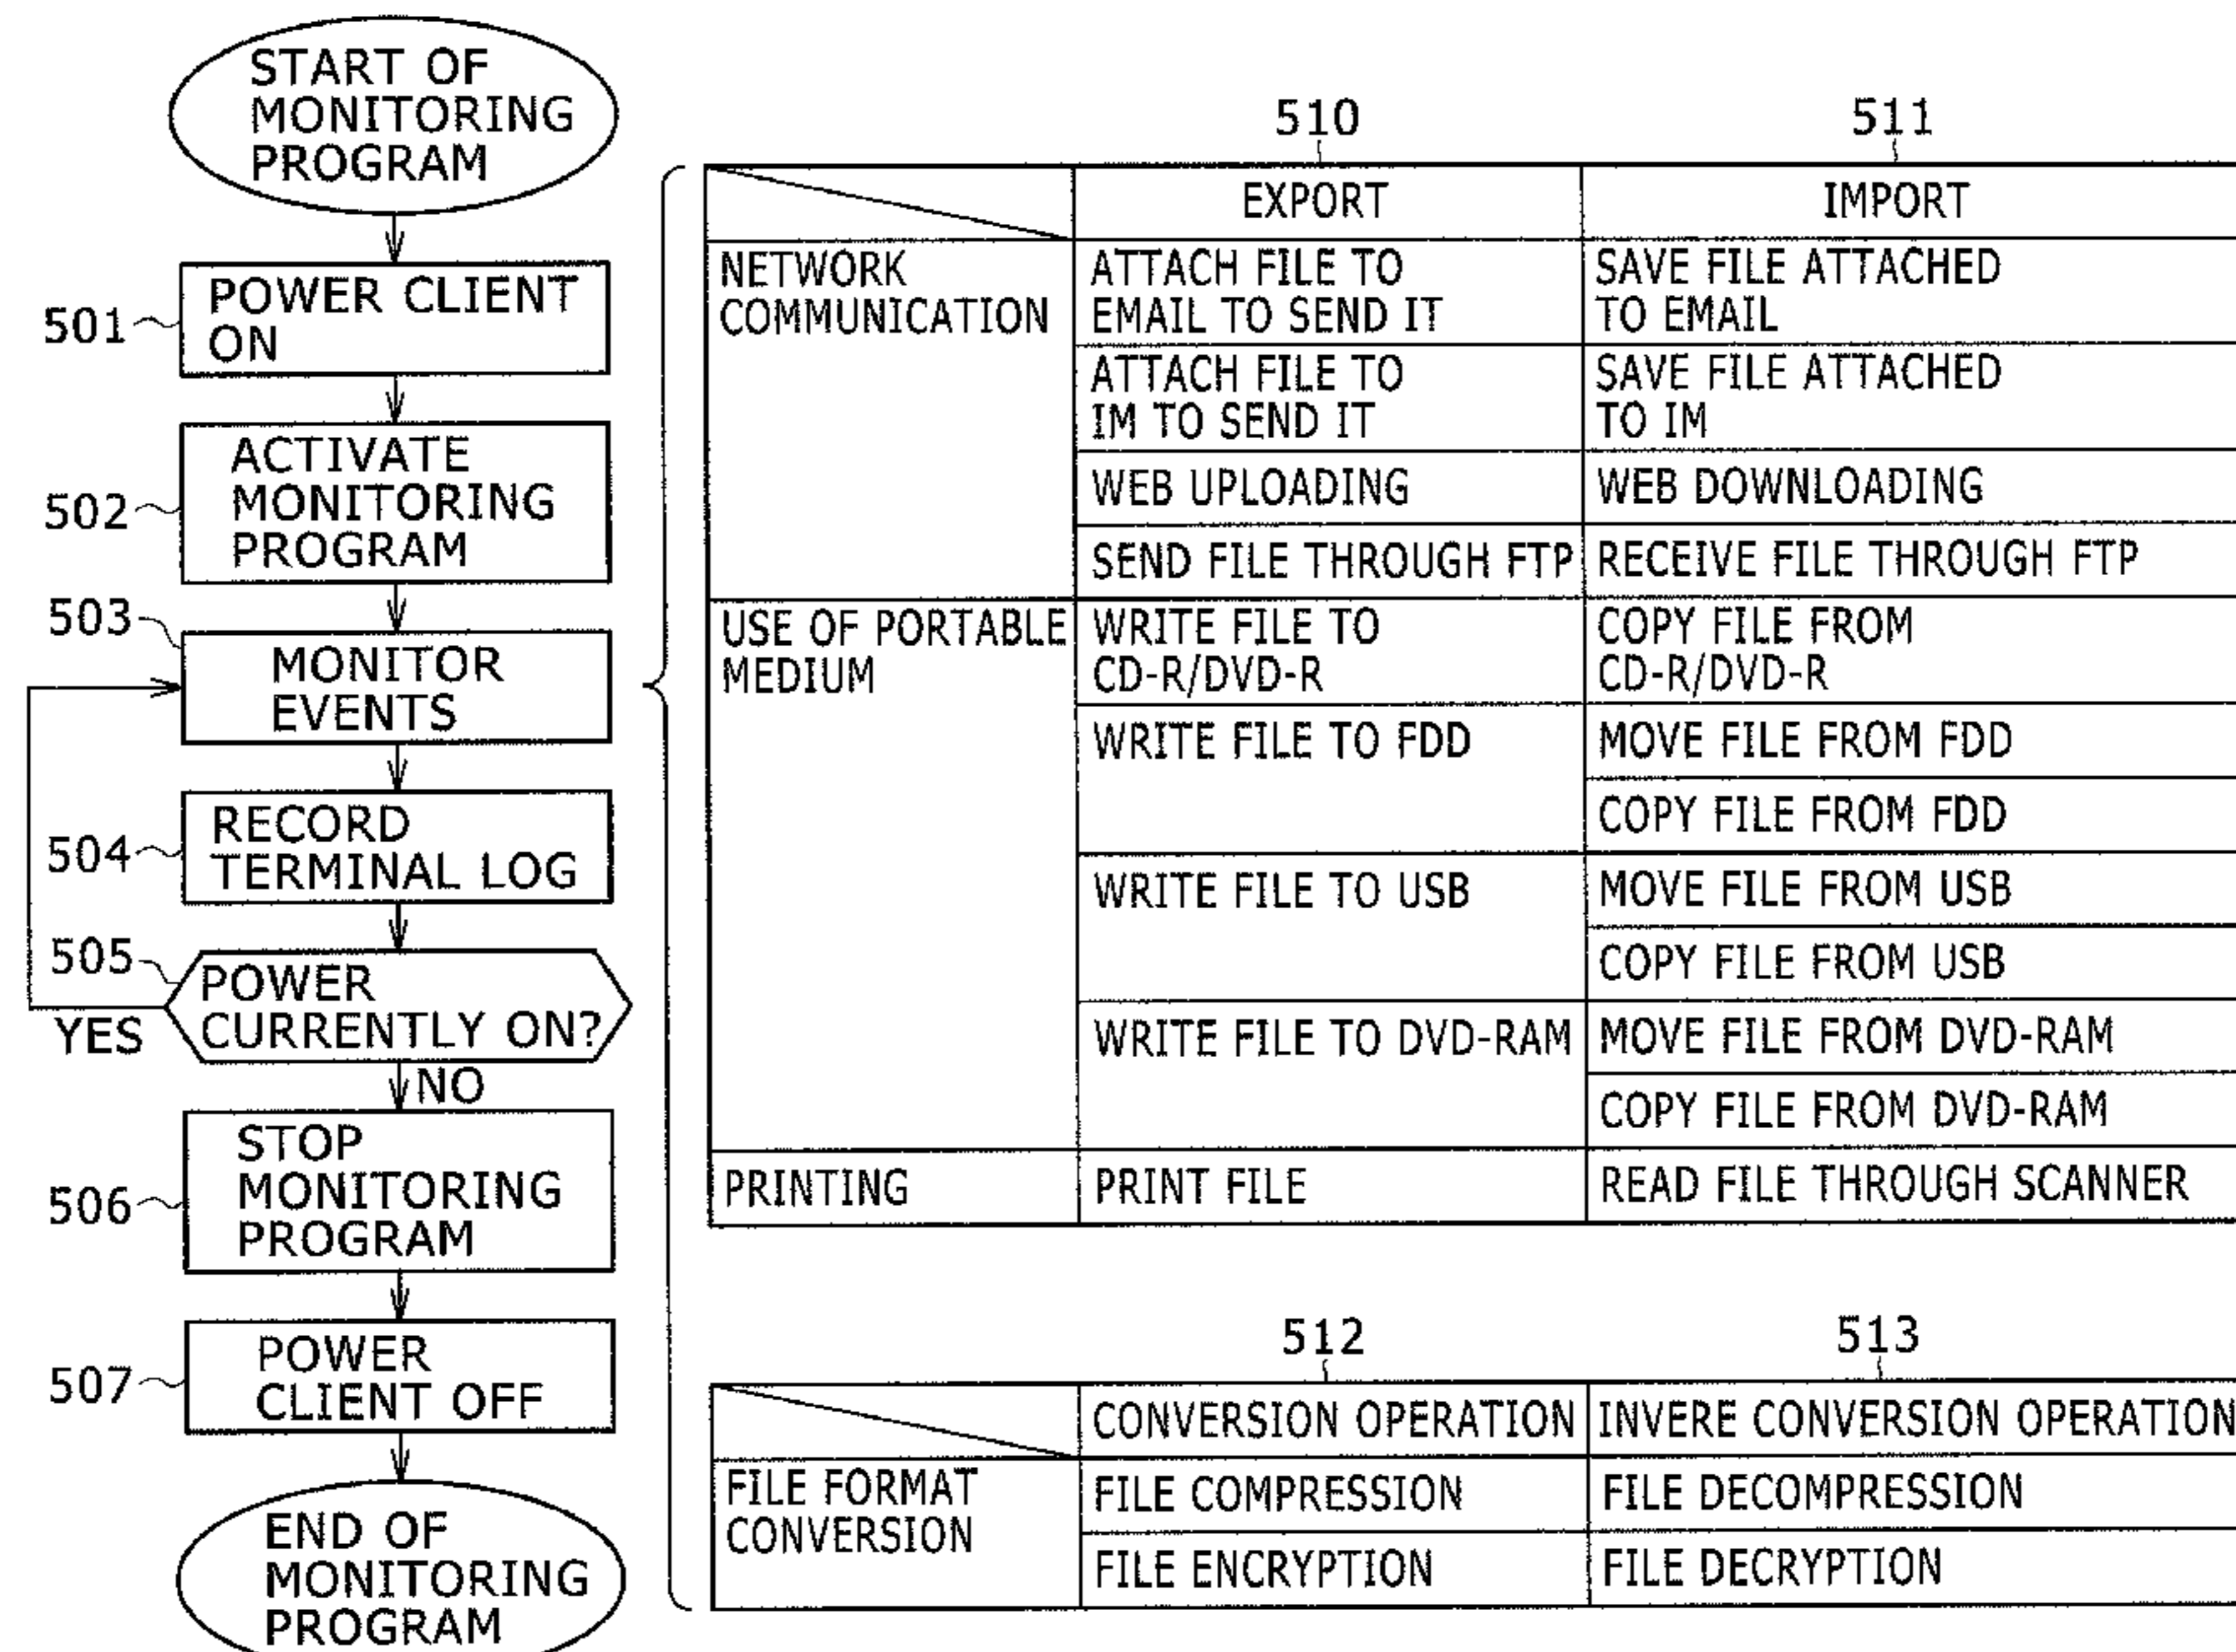 START OF
MONITORING
PROGRAM
501
POWER CLIENT
ON
502
ACTIVATE
MONITORING
PROGRAM
503
MONITOR
EVENTS
504
RECORD
TERMINAL LOG
505
POWER
CURRENTLY ON?
YES
NO
506
STOP
MONITORING
PROGRAM
507
POWER
CLIENT OFF
END OF
MONITORING
PROGRAM
510
511
EXPORT
IMPORT
NETWORK
COMMUNICATION
ATTACH FILE TO
EMAIL TO SEND IT
SAVE FILE ATTACHED
TO EMAIL
ATTACH FILE TO
IM TO SEND IT
SAVE FILE ATTACHED
TO IM
WEB UPLOADING
WEB DOWNLOADING
SEND FILE THROUGH FTP
RECEIVE FILE THROUGH FTP
USE OF PORTABLE
MEDIUM
WRITE FILE TO
CD-R/DVD-R
COPY FILE FROM
CD-R/DVD-R
WRITE FILE TO FDD
MOVE FILE FROM FDD
COPY FILE FROM FDD
WRITE FILE TO USB
MOVE FILE FROM USB
COPY FILE FROM USB
WRITE FILE TO DVD-RAM
MOVE FILE FROM DVD-RAM
COPY FILE FROM DVD-RAM
PRINTING
PRINT FILE
READ FILE THROUGH SCANNER
512
513
CONVERSION OPERATION
INVERE CONVERSION OPERATION
FILE FORMAT
CONVERSION
FILE COMPRESSION
FILE DECOMPRESSION
FILE ENCRYPTION
FILE DECRYPTION